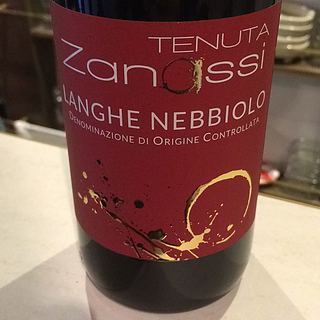 TENUTA
Zanassi
LANGHE NEBBIOLO
DENOMINAZIONE DI ORIGINE CONTROLLATA